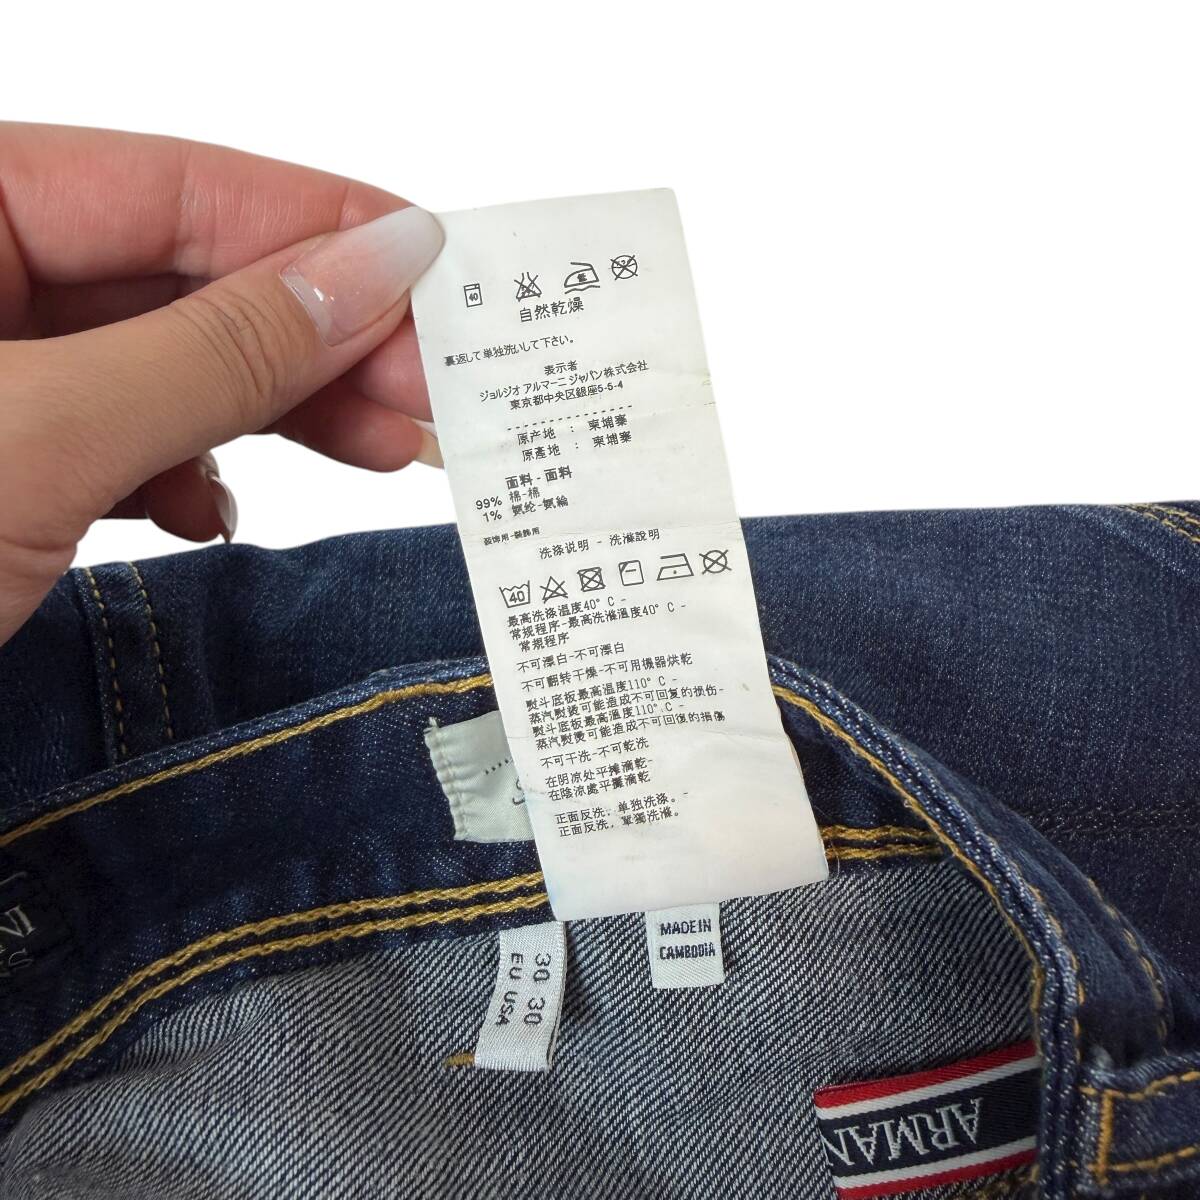 40
自然乾燥
裏返して単独洗いして下さい。
表示者
ジョルジオ アルマーニ ジャパン株式会社
東京都中央区銀座5-5-4
原产地 : 柬埔寨
原產地 : 柬埔寨
面料 - 面料
99% 棉-棉
1% 氨纶-氨綸
装饰用-裝飾用
洗涤说明 - 洗滌說明
40
最高洗涤温度40° C -
常规程序-最高洗滌溫度40° C -
常規程序
不可漂白-不可漂白
不可翻转干燥-不可用機器烘乾
熨斗底板最高温度110° C -
蒸汽熨烫可能造成不可回复的损伤-
熨斗底板最高溫度110° C -
蒸汽熨燙可能造成不可回復的損傷
不可干洗-不可乾洗
在阴凉处平摊滴乾-
在陰涼處平攤滴乾
正面反洗. 单独洗涤。-
正面反洗. 單獨洗滌。
MADE IN
CAMBODIA
30 30
EU USA
ARMAN